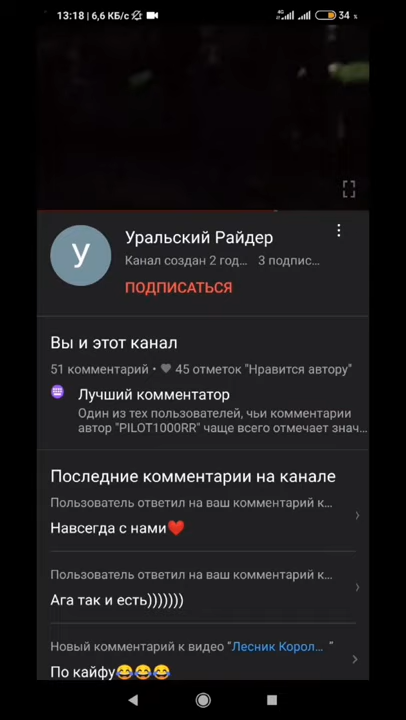 13:18 | 6,6 КБ/с
4G
34 %
Уральский Райдер
Канал создан 2 год... 3 подпис...
ПОДПИСАТЬСЯ
У
Вы и этот канал
51 комментарий • 45 отметок "Нравится автору"
Лучший комментатор
Один из тех пользователей, чьи комментарии
автор "PILOT1000RR" чаще всего отмечает знач...
Последние комментарии на канале
Пользователь ответил на ваш комментарий к...
Навсегда с нами❤️
Пользователь ответил на ваш комментарий к...
Ага так и есть)))))))
Новый комментарий к видео “Лесник Корол... ”
По кайфу😂😂😂